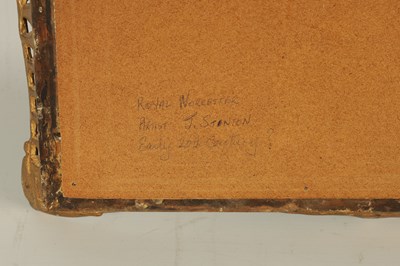 ROYAL WORCESTER
ARTIST J. STINTON
Early 20th Century